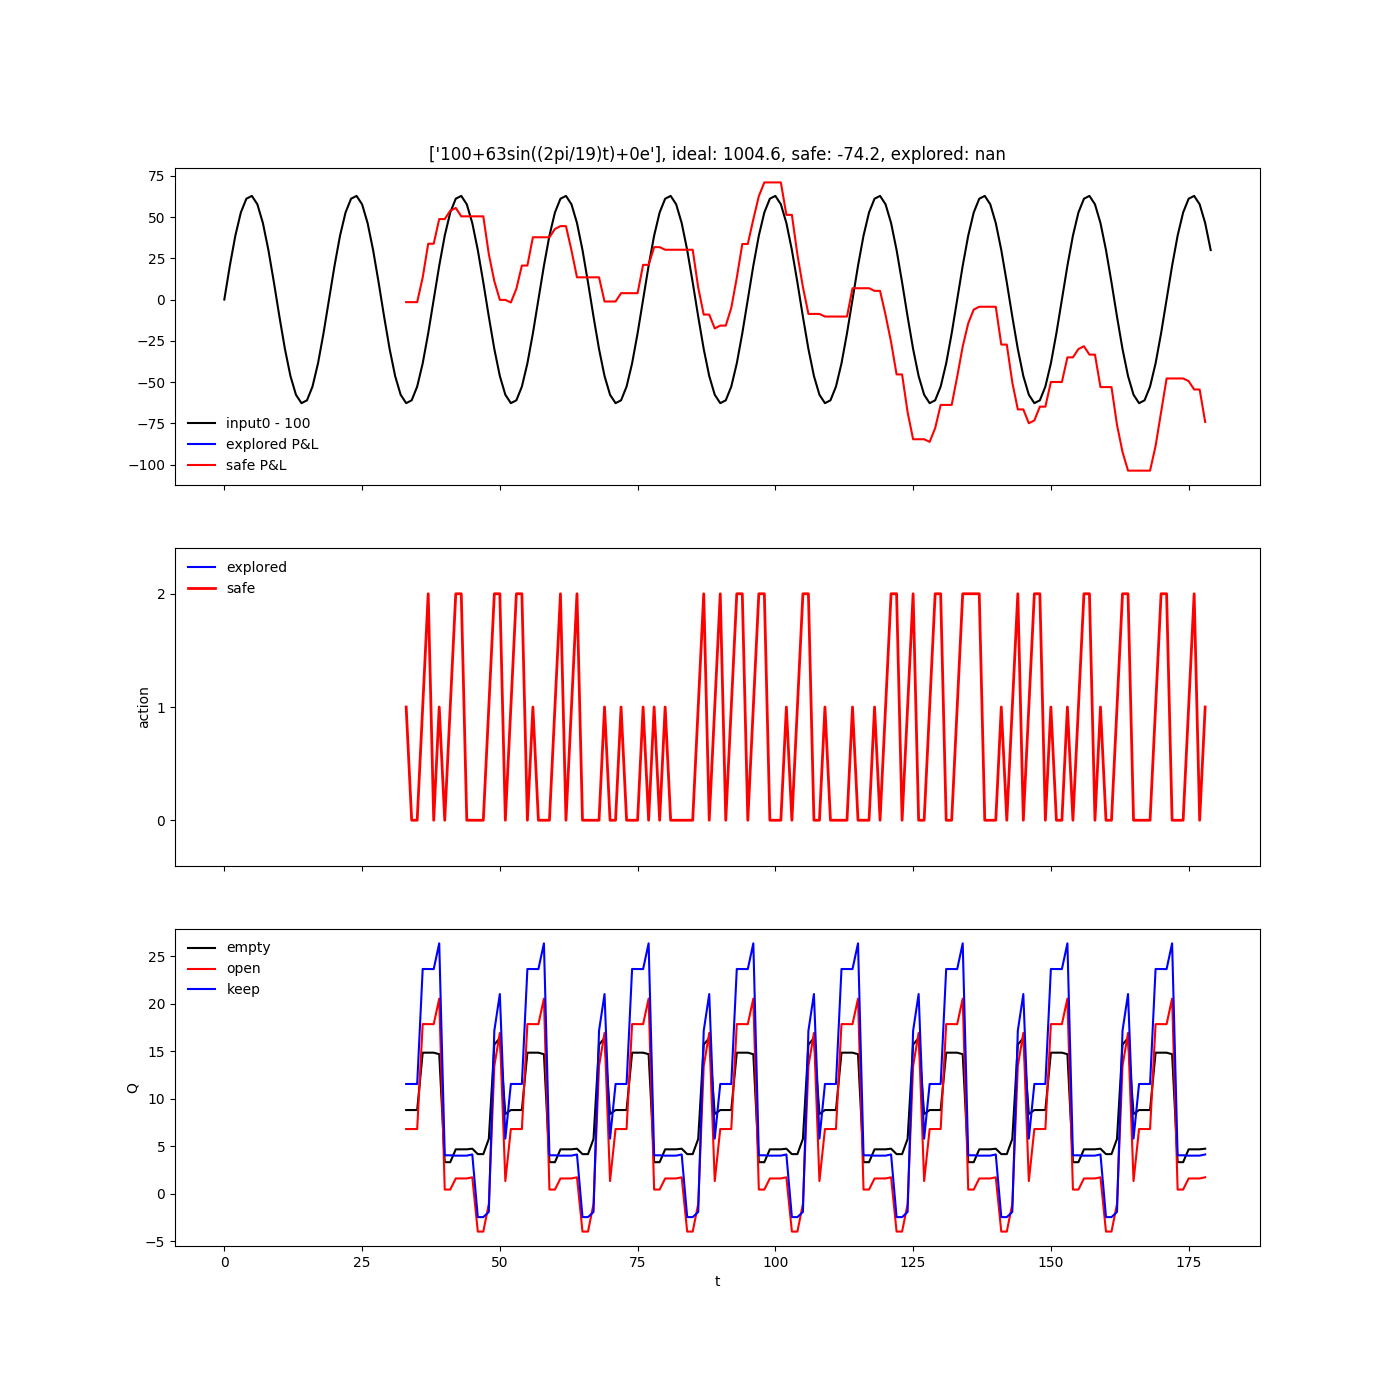 ['100+63sin((2pi/19)t)+0e'], ideal: 1004.6, safe: -74.2, explored: nan
75
50
25
0
−25
−50
−75
−100
input0 - 100
explored P&L
safe P&L
explored
safe
2
1
0
action
empty
open
keep
25
20
15
10
5
0
−5
Q
0 25 50 75 100 125 150 175
t